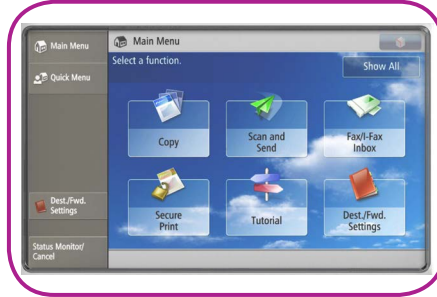 Main Menu
Quick Menu
Dest./Fwd.
Settings
Status Monitor/
Cancel
Main Menu
Select a function.
Show All
Copy
Scan and
Send
Fax/I-Fax
Inbox
Secure
Print
Tutorial
Dest./Fwd.
Settings